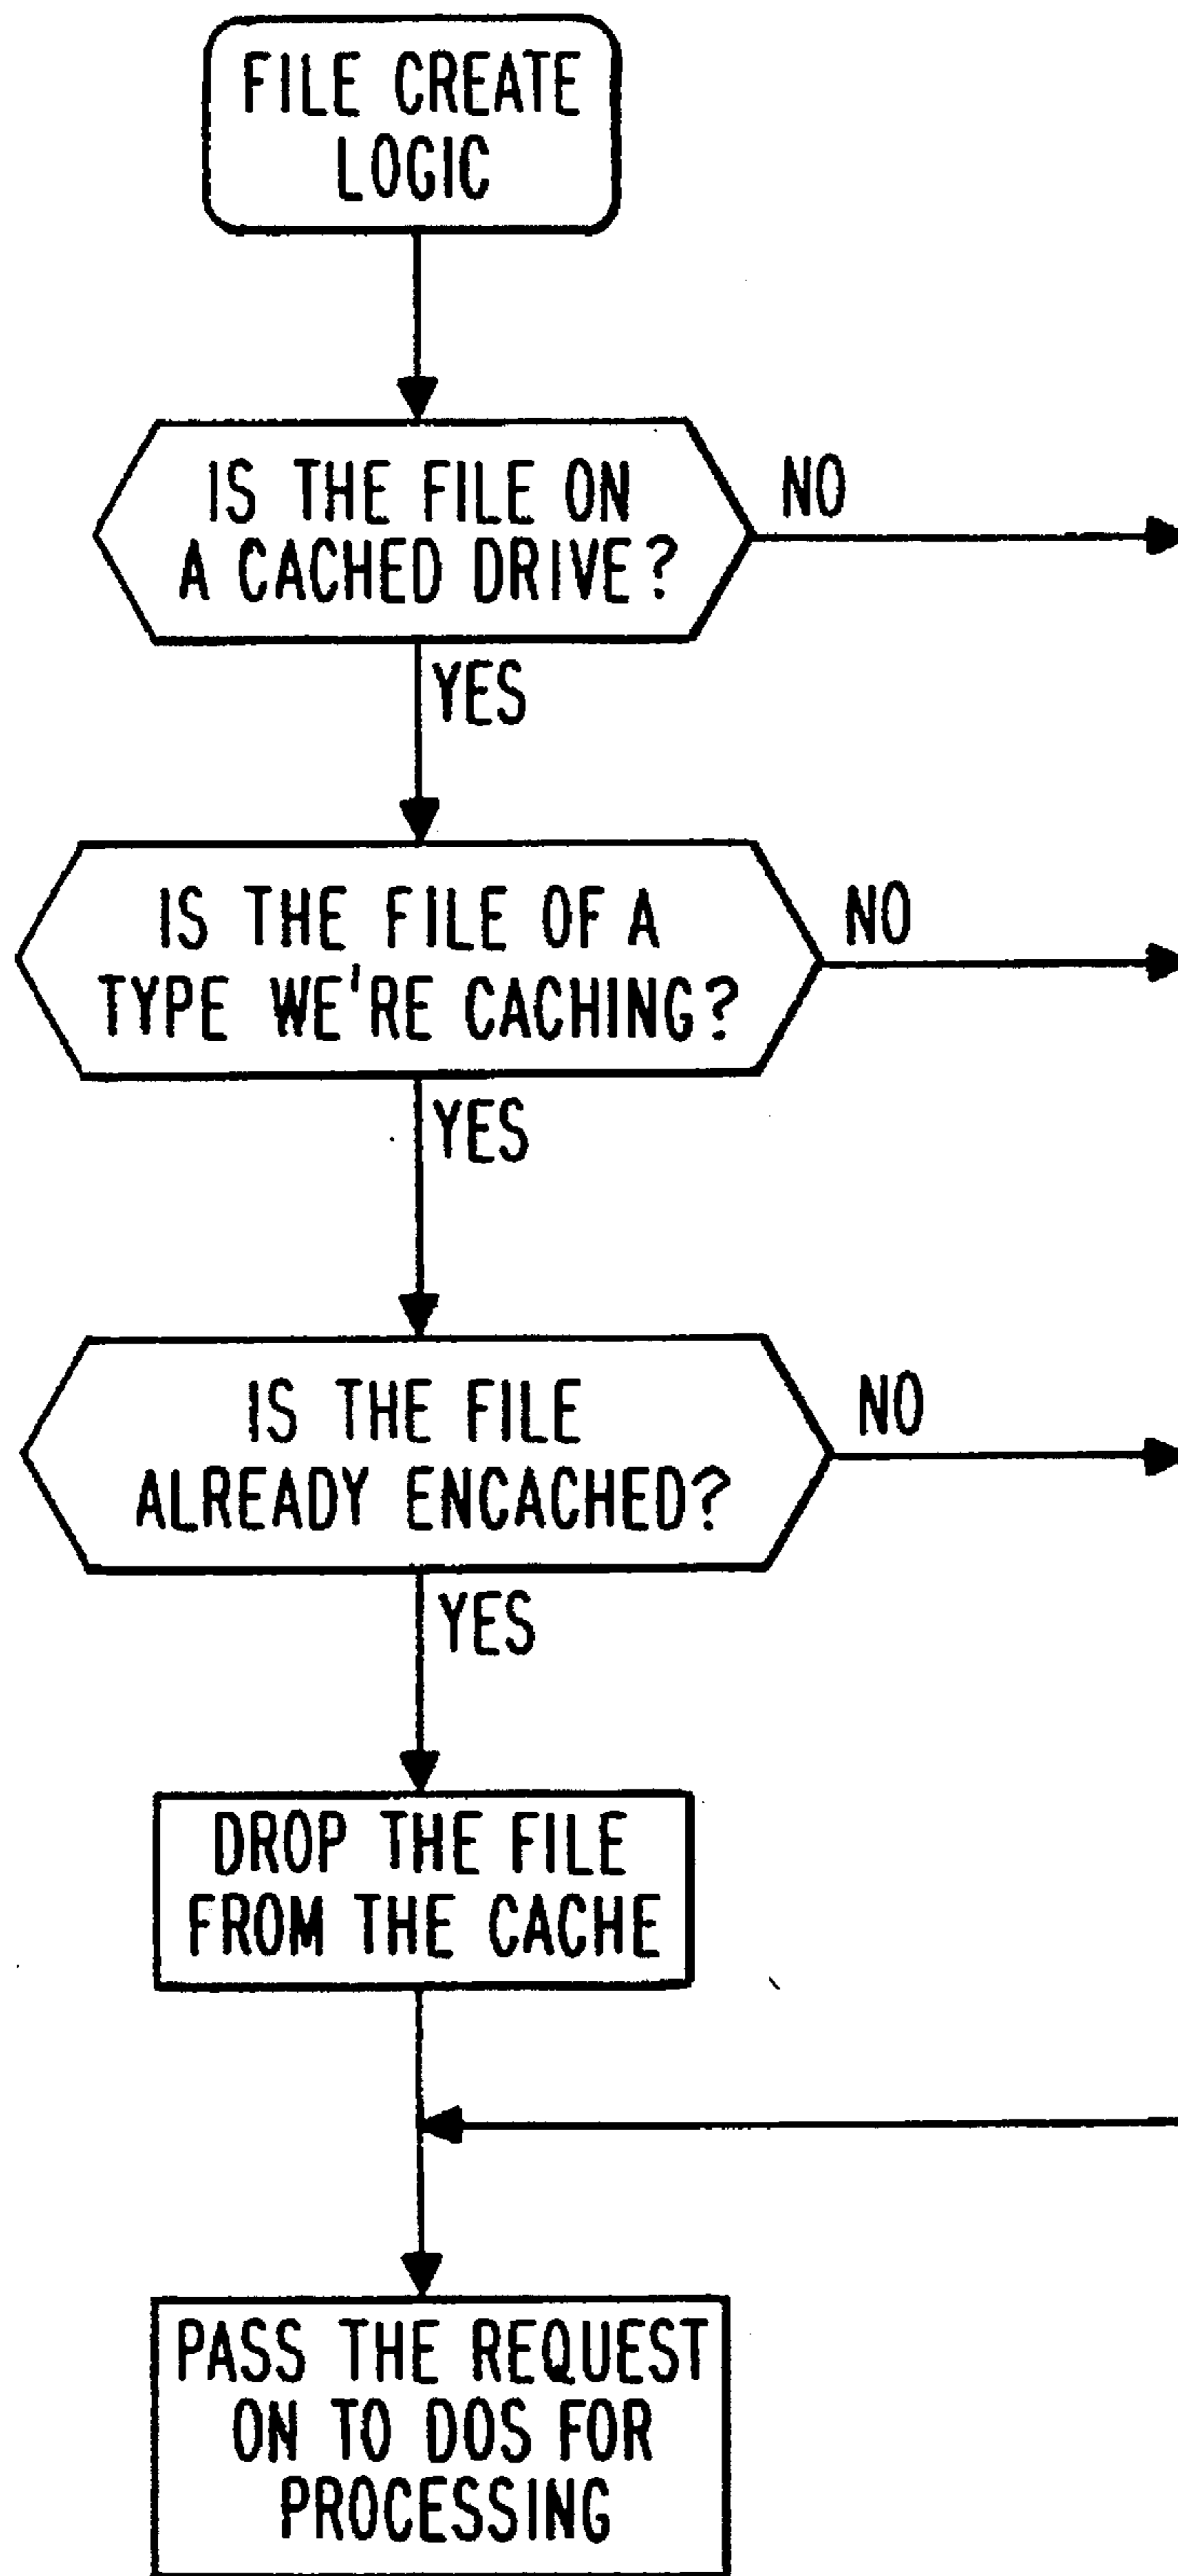 FILE CREATE
LOGIC
IS THE FILE ON
A CACHED DRIVE?
NO
YES
IS THE FILE OF A
TYPE WE'RE CACHING?
NO
YES
IS THE FILE
ALREADY ENCACHED?
NO
YES
DROP THE FILE
FROM THE CACHE
PASS THE REQUEST
ON TO DOS FOR
PROCESSING